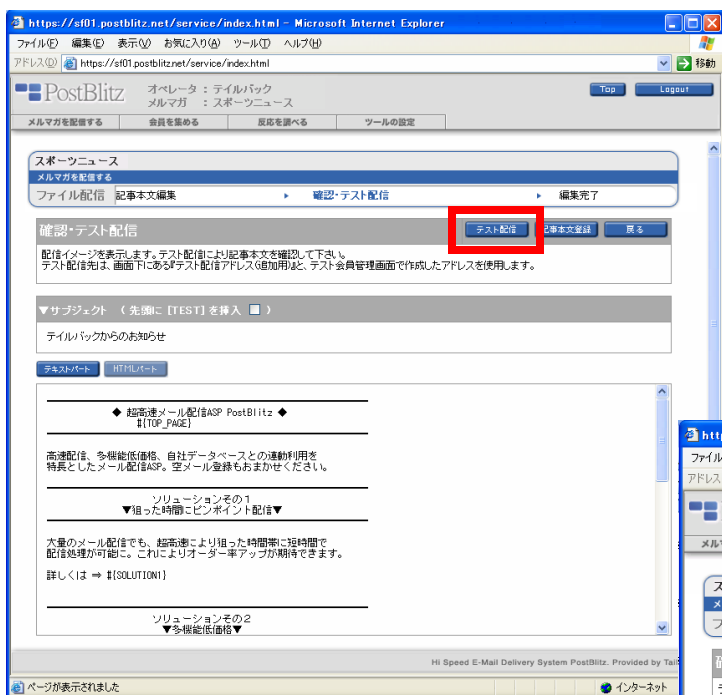 https://sf01.postblitz.net/service/index.html - Microsoft Internet Explorer
ファイル(F) 編集(E) 表示(V) お気に入り(A) ツール(T) ヘルプ(H)
アドレス(D) https://sf01.postblitz.net/service/index.html 移動
PostBlitz オペレータ : テイルバック Top Logout
メルマガ : スポーツニュース
メルマガを配信する 会員を集める 反応を調べる ツールの設定
スポーツニュース
メルマガを配信する
ファイル配信 記事本文編集 確認・テスト配信 編集完了
確認・テスト配信 テスト配信 記事本文登録 戻る
配信イメージを表示します。テスト配信により記事本文を確認して下さい。
テスト配信先は、画面下にある『テスト配信アドレス(追加用)』と、テスト会員管理画面で作成したアドレスを使用します。
▼サブジェクト ( 先頭に [TEST] を挿入 )
テイルバックからのお知らせ
テキストパート HTMLパート
◆ 超高速メール配信ASP PostBlitz ◆
#{TOP_PAGE}
高速配信、多機能低価格、自社データベースとの連動利用を
特長としたメール配信ASP。空メール登録もおまかせください。
ソリューションその1
▼狙った時間にピンポイント配信▼
大量のメール配信でも、超高速により狙った時間帯に短時間で
配信処理が可能に。これによりオーダー率アップが期待できます。
詳しくは ⇒ #{SOLUTION1}
ソリューションその2
▼多機能低価格▼
Hi Speed E-Mail Delivery System PostBlitz. Provided by Tail
ページが表示されました インターネット
htt
ファイル
アドレス
メルマ